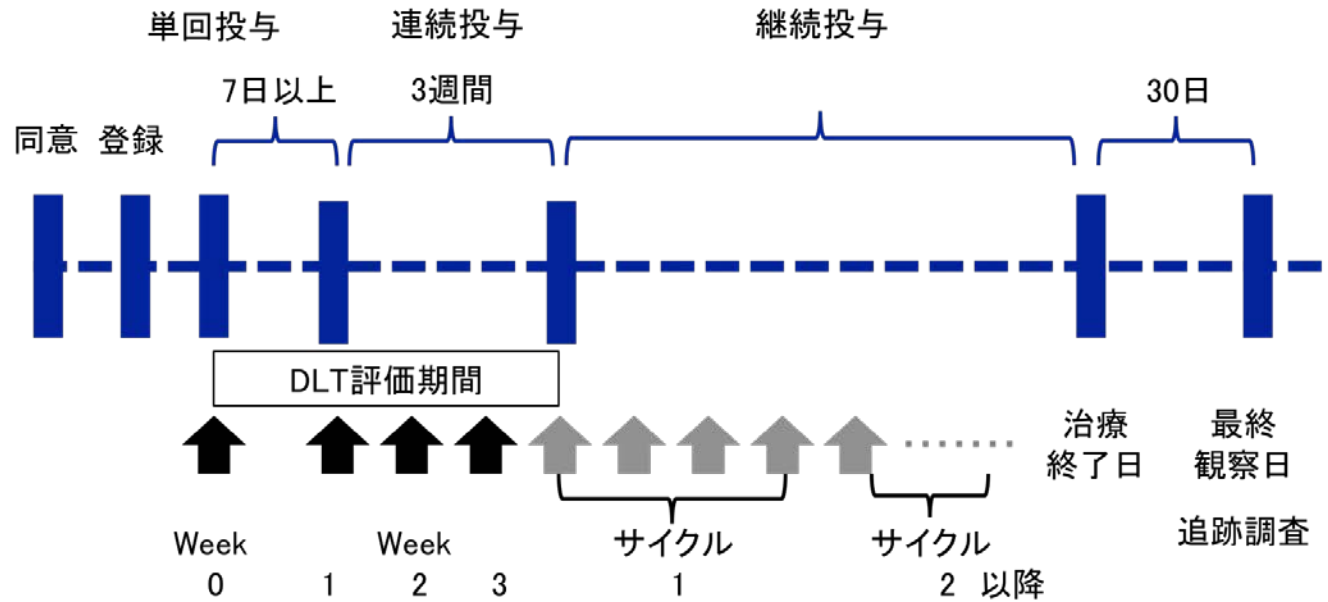 単回投与 連続投与 継続投与
7日以上 3週間 30日
同意 登録
DLT評価期間
治療
終了日
最終
観察日
追跡調査
Week Week サイクル サイクル
0 1 2 3 1 2 以降